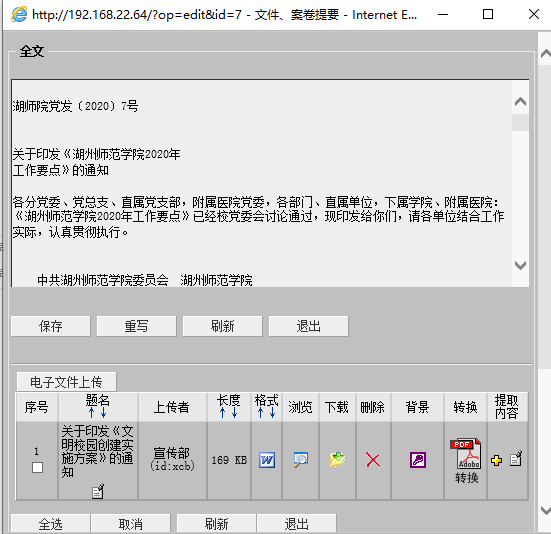 http://192.168.22.64/?op=edit&id=7 - 文件、案卷提要 - Internet E...
全文
湖师院党发（2020）7号
关于印发《湖州师范学院2020年
工作要点》的通知
各分党委、党总支、直属党支部，附属医院党委，各部门、直属单位，下属学院、附属医院：
《湖州师范学院2020年工作要点》已经校党委会讨论通过，现印发给你们，请各单位结合工作
实际，认真贯彻执行。
中共湖州师范学院委员会 湖州师范学院
保存 重写 刷新 退出
电子文件上传
序号 题名 上传者 长度 格式 浏览 下载 删除 背景 转换 提取
内容
1 关于印发《文
明校园创建实
施方案》的通
知
宣传部
(id:xcb)
169 KB
PDF
Adobe
转换
全选 取消 刷新 退出